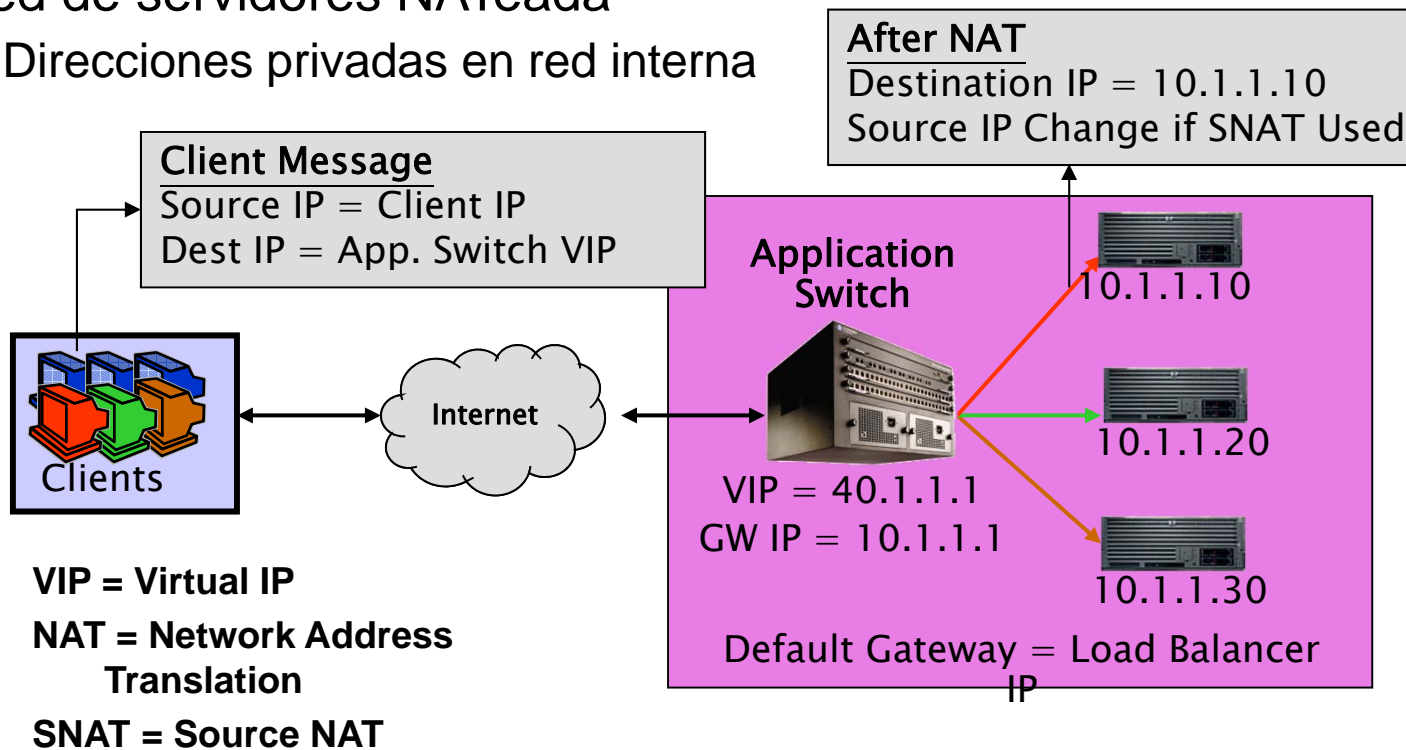 de servidores NATeada
Direcciones privadas en red interna
After NAT
Destination IP = 10.1.1.10
Source IP Change if SNAT Used
Client Message
Source IP = Client IP
Dest IP = App. Switch VIP
Application
Switch
10.1.1.10
Internet
10.1.1.20
Clients
VIP = 40.1.1.1
GW IP = 10.1.1.1
10.1.1.30
VIP = Virtual IP
NAT = Network Address
Translation
Default Gateway = Load Balancer
IP
SNAT = Source NAT